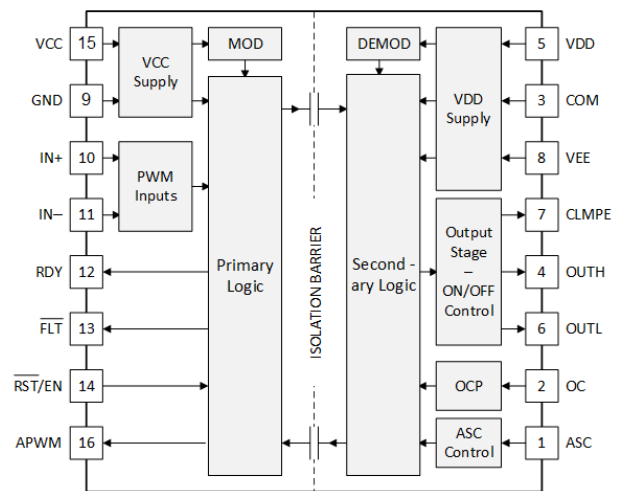 VCC 15 MOD DEMOD 5 VDD
VCC
Supply
VDD
Supply
GND 9 3 COM
IN+ 10 8 VEE
PWM
Inputs
IN− 11 7 CLMPE
Output
Stage
–
ON/OFF
Control
RDY 12 4 OUTH
Primary
Logic
ISOLATION BARRIER
Second -
ary Logic
FLT 13 6 OUTL
RST/EN 14 OCP 2 OC
APWM 16 1 ASC
ASC
Control